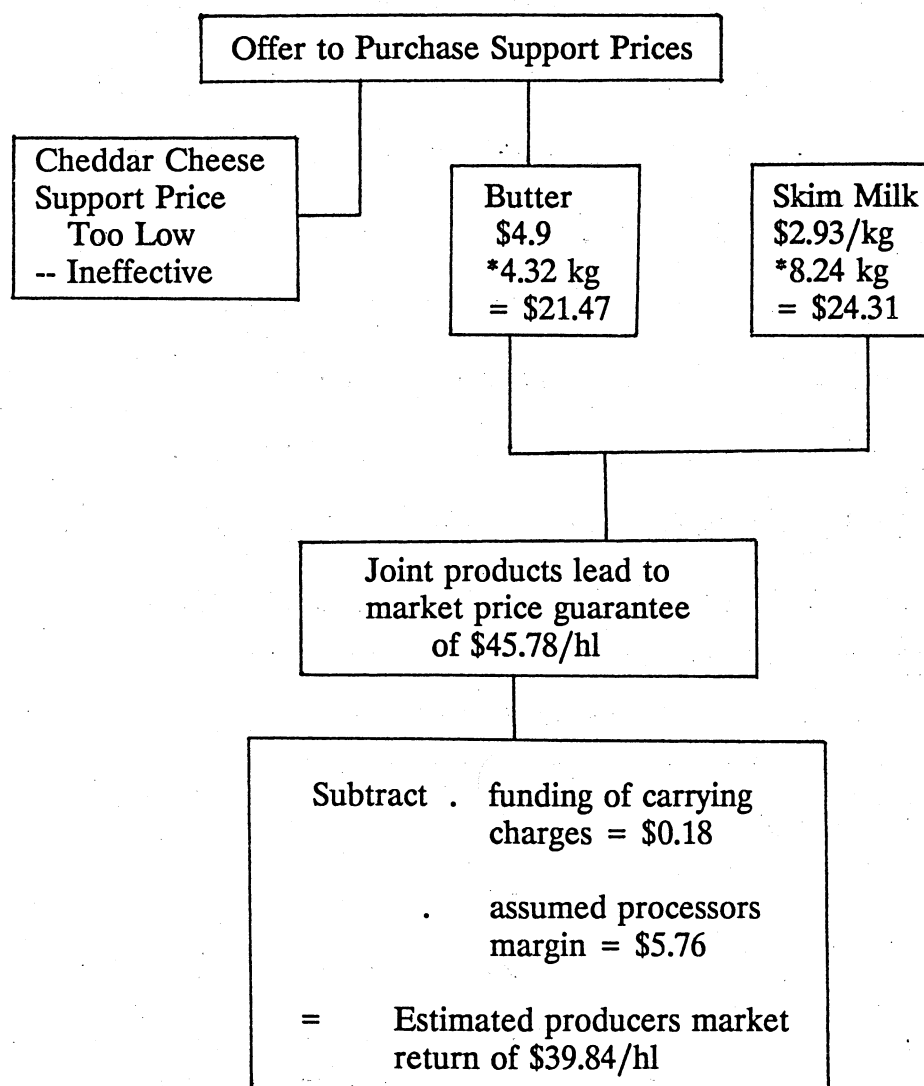 Offer to Purchase Support Prices
Cheddar Cheese
Support Price
Too Low
-- Ineffective
Butter
$4.9
*4.32 kg
= $21.47
Skim Milk
$2.93/kg
*8.24 kg
= $24.31
Joint products lead to
market price guarantee
of $45.78/hl
Subtract . funding of carrying
charges = $0.18
. assumed processors
margin = $5.76
= Estimated producers market
return of $39.84/hl